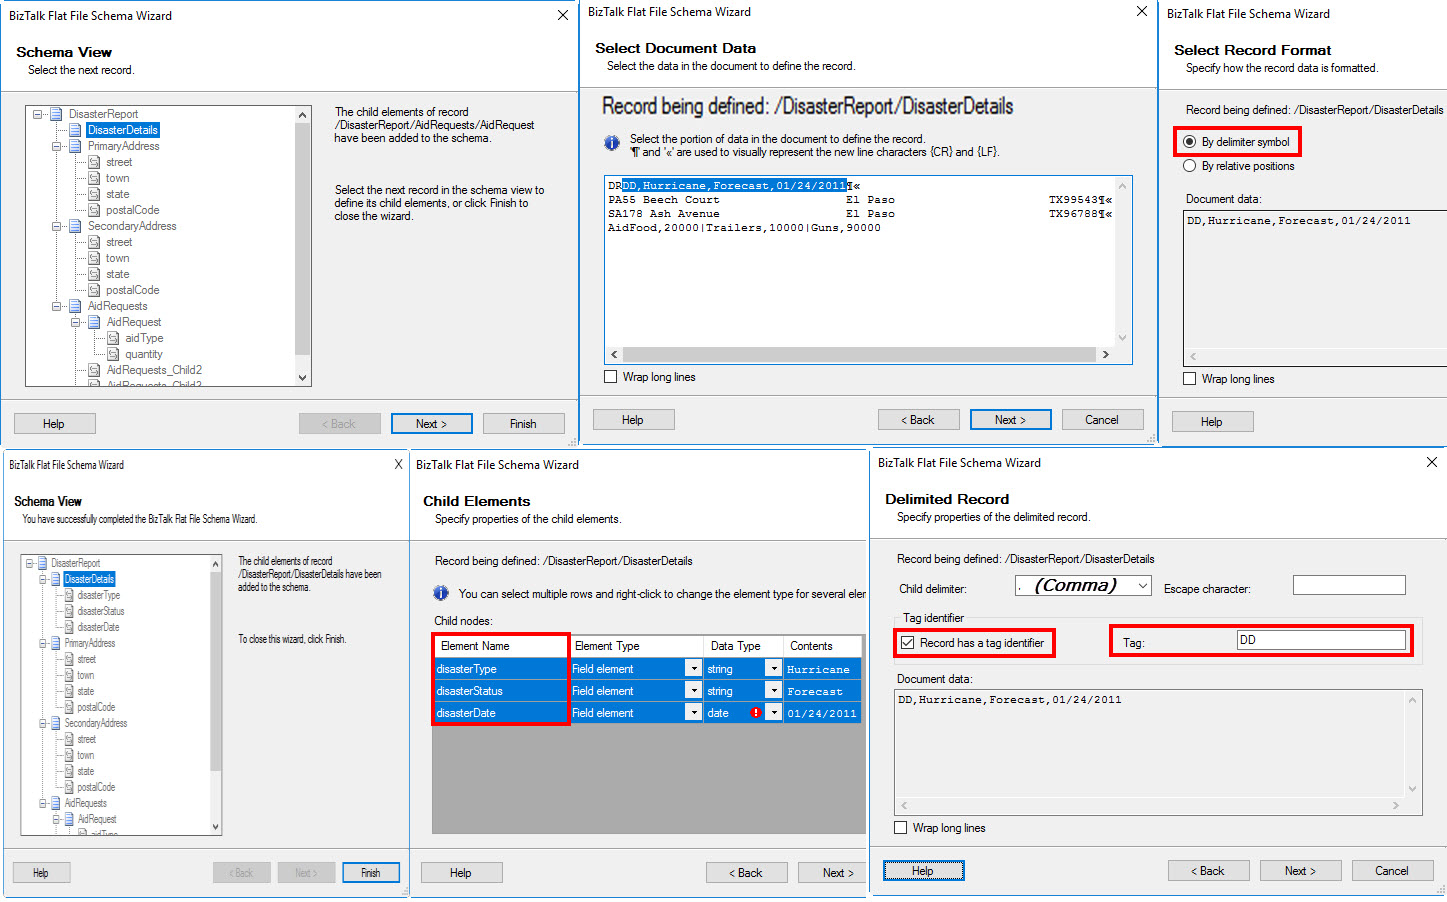 BizTalk Flat File Schema Wizard
Schema View
Select the next record.
DisasterReport
DisasterDetails
PrimaryAddress
street
town
state
postalCode
SecondaryAddress
street
town
state
postalCode
AidRequests
AidRequest
aidType
quantity
AidRequests_Child2
AidRequests_Child3
The child elements of record
/DisasterReport/AidRequests/AidRequest
have been added to the schema.
Select the next record in the schema view to
define its child elements, or click Finish to
close the wizard.
Help
< Back
Next >
Finish
BizTalk Flat File Schema Wizard
Select Document Data
Select the data in the document to define the record.
Record being defined: /DisasterReport/DisasterDetails
Select the portion of data in the document to define the record.
'¶' and '«' are used to visually represent the new line characters {CR} and {LF}.
DRDD,Hurricane,Forecast,01/24/2011¶«
PA55 Beech Court El Paso TX99543¶«
SA178 Ash Avenue El Paso TX96788¶«
AidFood,20000|Trailers,10000|Guns,90000
Wrap long lines
Help
< Back
Next >
Cancel
BizTalk Flat File Schema Wizard
Select Record Format
Specify how the record data is formatted.
Record being defined: /DisasterReport/DisasterDetails
By delimiter symbol
By relative positions
Document data:
DD,Hurricane,Forecast,01/24/2011
Wrap long lines
Help
BizTalk Flat File Schema Wizard
Schema View
You have successfully completed the BizTalk Flat File Schema Wizard.
DisasterReport
DisasterDetails
disasterType
disasterStatus
disasterDate
PrimaryAddress
street
town
state
postalCode
SecondaryAddress
street
town
state
postalCode
AidRequests
AidRequest
aidType
The child elements of record
/DisasterReport/DisasterDetails have been
added to the schema.
To close this wizard, click Finish.
Help
< Back
Next >
Finish
BizTalk Flat File Schema Wizard
Child Elements
Specify properties of the child elements.
Record being defined: /DisasterReport/DisasterDetails
You can select multiple rows and right-click to change the element type for several elem
Child nodes:
Element Name Element Type Data Type Contents
disasterType Field element string Hurricane
disasterStatus Field element string Forecast
disasterDate Field element date 01/24/2011
Help
< Back
Next >
BizTalk Flat File Schema Wizard
Delimited Record
Specify properties of the delimited record.
Record being defined: /DisasterReport/DisasterDetails
Child delimiter: , (Comma) Escape character:
Tag identifier
Record has a tag identifier Tag: DD
Document data:
DD,Hurricane,Forecast,01/24/2011
Wrap long lines
Help
< Back
Next >
Cancel